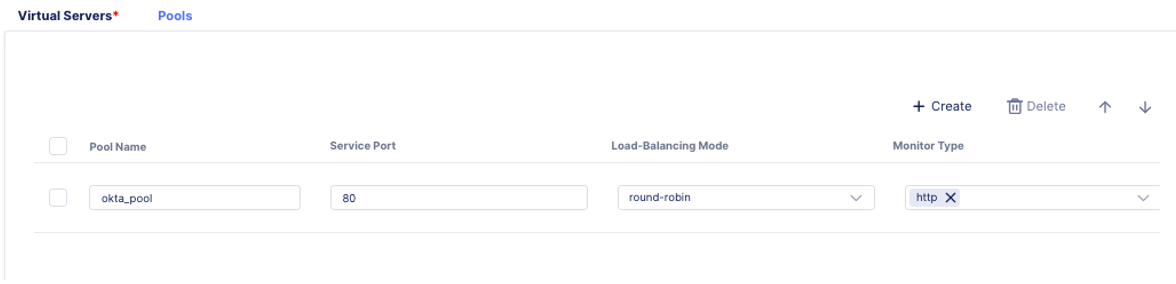 Virtual Servers* Pools
+ Create Delete
Pool Name Service Port Load-Balancing Mode Monitor Type
okta_pool 80 round-robin http